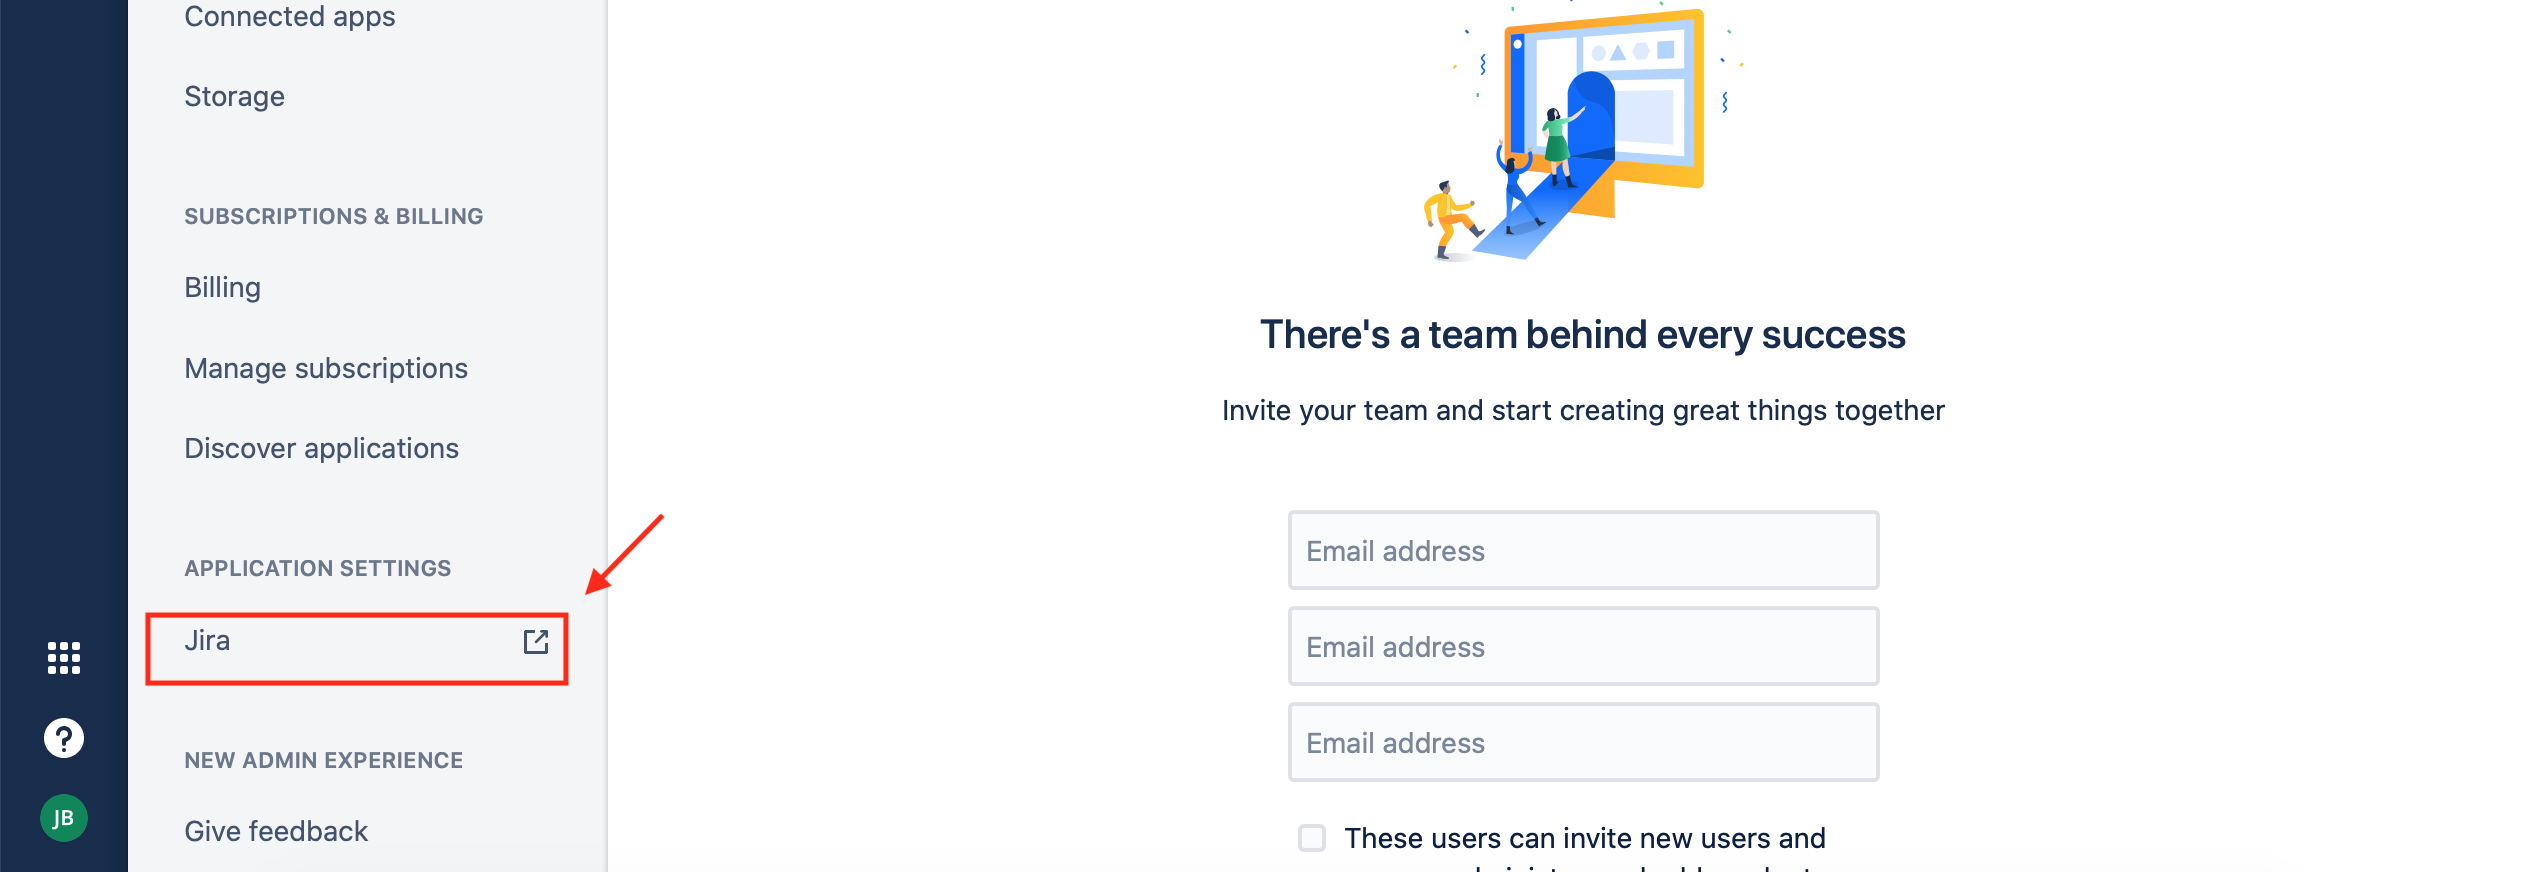 Connected apps
Storage
SUBSCRIPTIONS & BILLING
Billing
Manage subscriptions
Discover applications
APPLICATION SETTINGS
Jira
NEW ADMIN EXPERIENCE
Give feedback
?
JB
There's a team behind every success
Invite your team and start creating great things together
Email address
Email address
Email address
These users can invite new users and